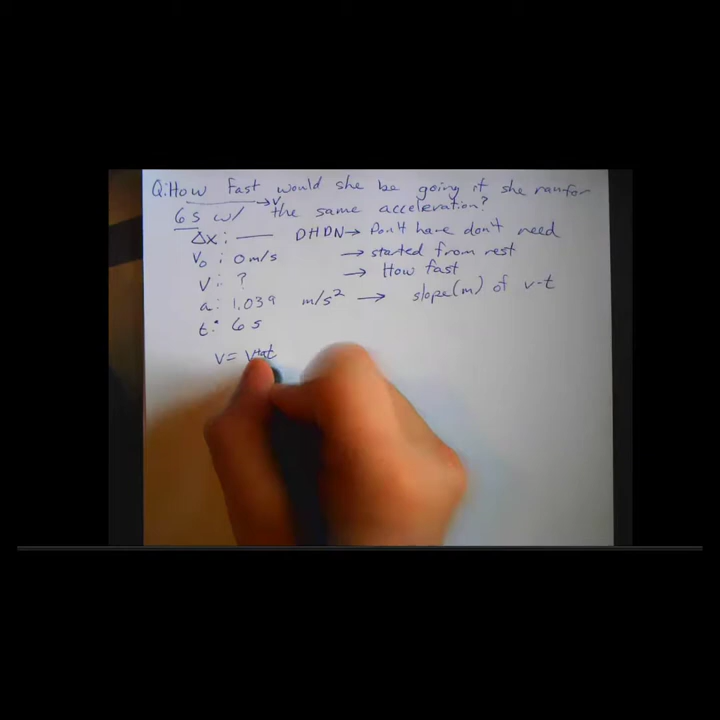 Q: How fast would she be going if she ran for
→ v
6 s w/ the same acceleration?
Δx: — DHDN → Don't have don't need
v₀: 0 m/s → started from rest
v: ? → How fast
a: 1.039 m/s² → slope(m) of v-t
t: 6 s
v = v + at